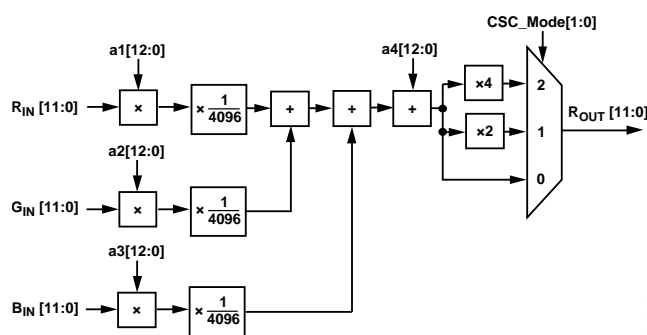 CSC_Mode[1:0]
a1[12:0]
a4[12:0]
×4
2
R_IN [11:0]
×
× 1/4096
+
+
+
R_OUT [11:0]
×2
1
a2[12:0]
0
G_IN [11:0]
×
× 1/4096
a3[12:0]
B_IN [11:0]
×
× 1/4096